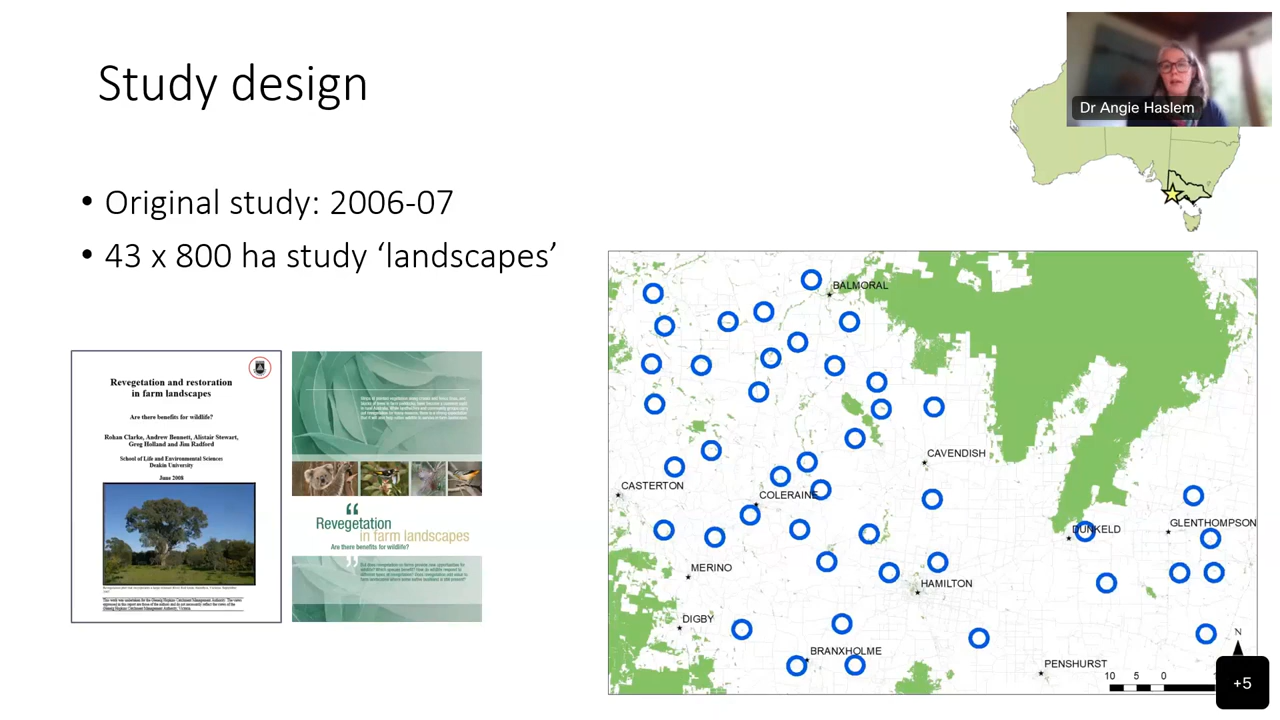 Study design
Dr Angie Haslem
• Original study: 2006-07
• 43 x 800 ha study ‘landscapes’
Revegetation and restoration
in farm landscapes
Are there benefits for wildlife?
Rohan Clarke, Andrew Bennett, Alistair Stewart,
Greg Holland and Jim Radford
School of Life and Environmental Sciences
Deakin University
June 2008
“
Revegetation
in farm landscapes
Are there benefits for wildlife?
”
BALMORAL
CAVENDISH
CASTERTON
COLERAINE
DUNKELD
GLENTHOMPSON
MERINO
HAMILTON
DIGBY
BRANXHOLME
PENSHURST
N
10 5 0
+5